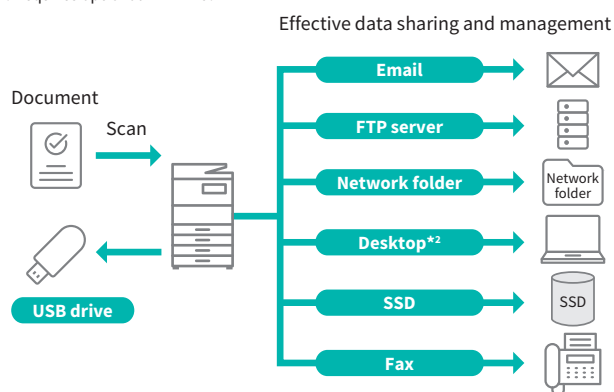 Effective data sharing and management
Document
Scan
USB drive
Email
FTP server
Network folder
Desktop*2
SSD
Fax
Network
folder
SSD